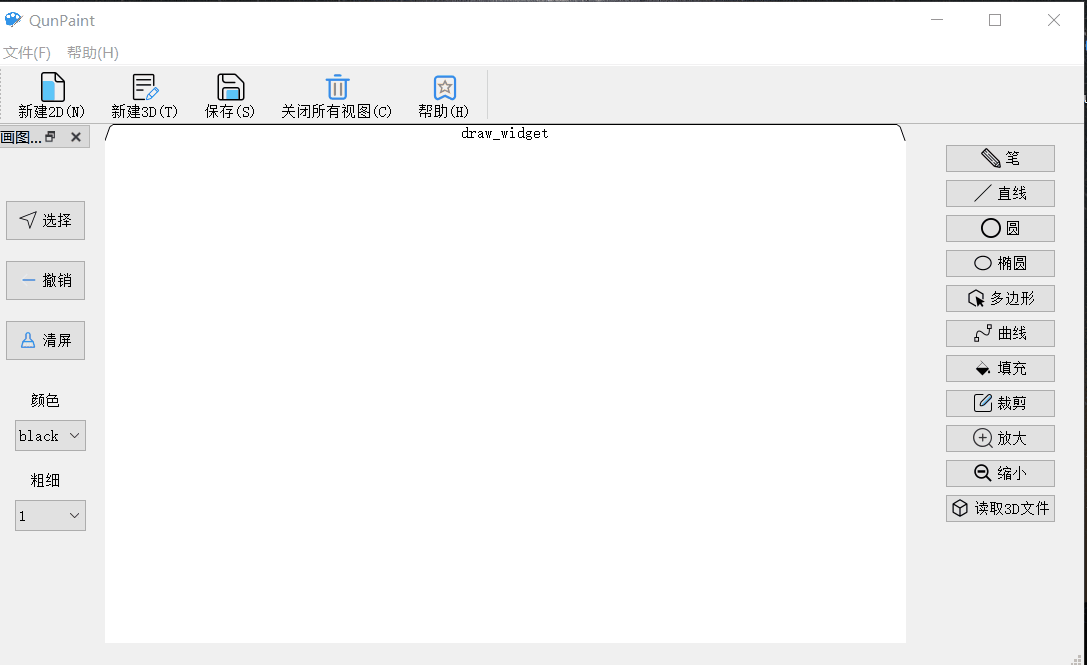 QunPaint
文件(F) 帮助(H)
新建2D(N) 新建3D(T) 保存(S) 关闭所有视图(C) 帮助(H)
画图...
draw_widget
选择
撤销
清屏
颜色
black
粗细
1
笔
直线
圆
椭圆
多边形
曲线
填充
裁剪
放大
缩小
读取3D文件